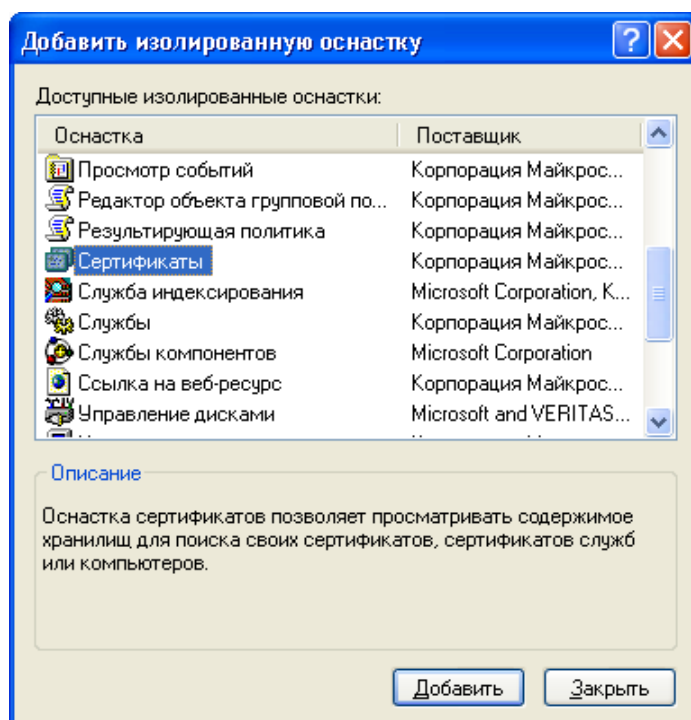 Добавить изолированную оснастку
Доступные изолированные оснастки:
Оснастка Поставщик
Просмотр событий Корпорация Майкрос...
Редактор объекта групповой по... Корпорация Майкрос...
Результирующая политика Корпорация Майкрос...
Сертификаты Корпорация Майкрос...
Служба индексирования Microsoft Corporation, K...
Службы Корпорация Майкрос...
Службы компонентов Microsoft Corporation
Ссылка на веб-ресурс Корпорация Майкрос...
Управление дисками Microsoft and VERITAS...
Описание
Оснастка сертификатов позволяет просматривать содержимое
хранилищ для поиска своих сертификатов, сертификатов служб
или компьютеров.
Добавить Закрыть